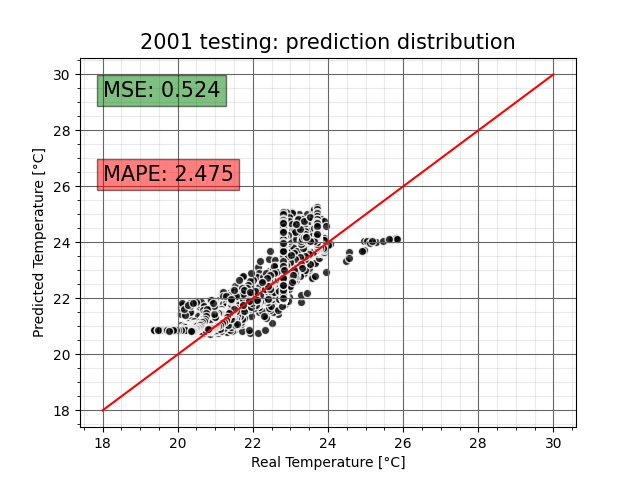 2001 testing: prediction distribution
MSE: 0.524
MAPE: 2.475
Predicted Temperature [°C]
30
28
26
24
22
20
18
18 20 22 24 26 28 30
Real Temperature [°C]